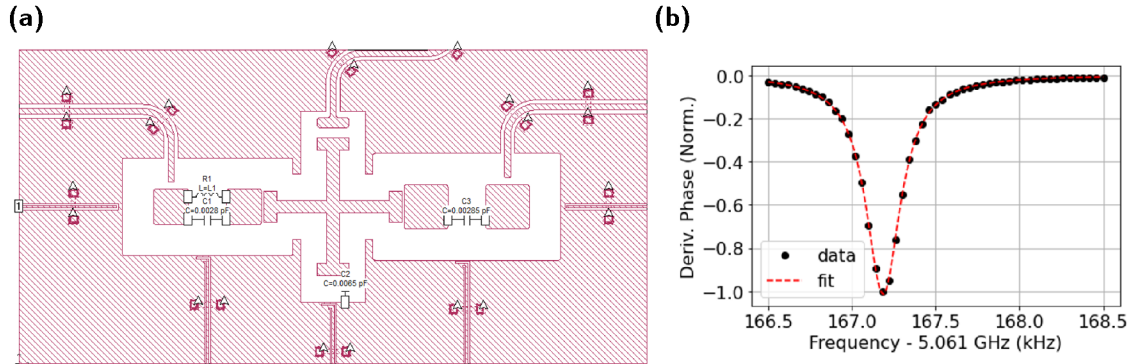 (a)
R1
L=L1
C1
C=0.0028 pF
C3
C=0.00285 pF
1
C2
C=0.0065 pF
(b)
Deriv. Phase (Norm.)
0.0
−0.2
−0.4
−0.6
−0.8
−1.0
data
fit
166.5 167.0 167.5 168.0 168.5
Frequency - 5.061 GHz (kHz)